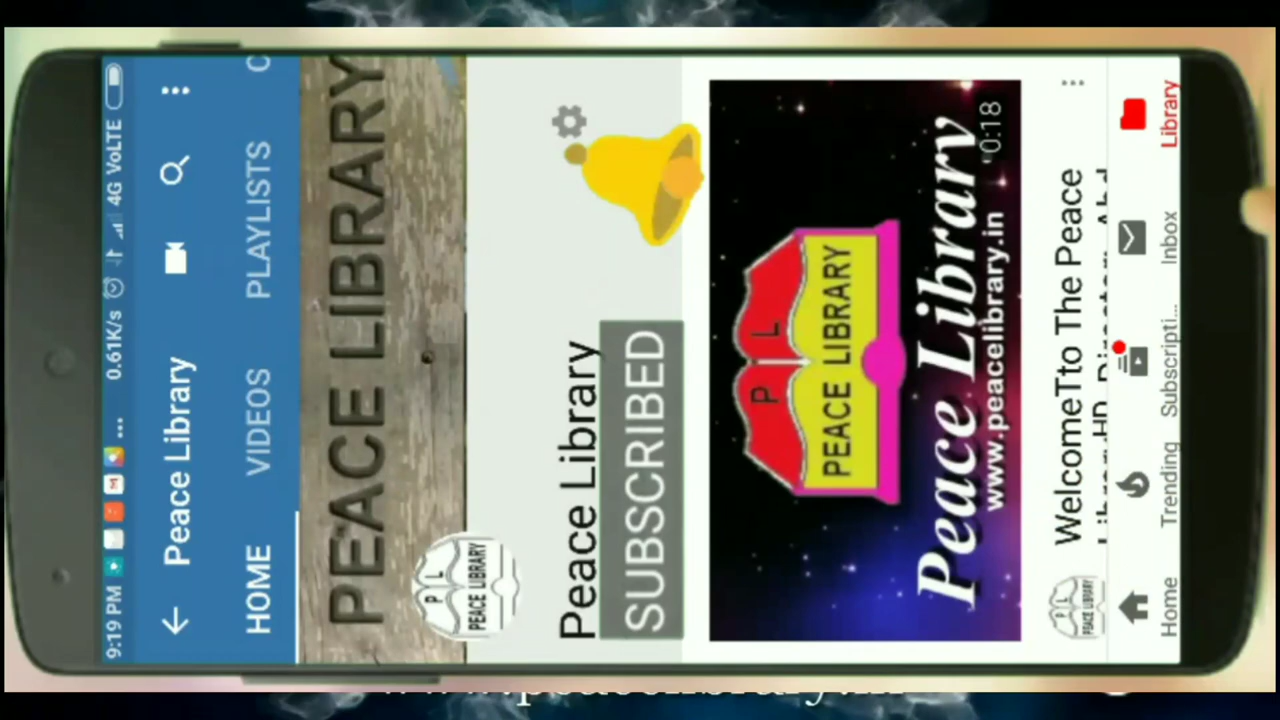 9:19 PM ... 0.61K/s 4G VoLTE
Peace Library
HOME VIDEOS PLAYLISTS C
PEACE LIBRARY
P L
PEACE LIBRARY
Peace Library
SUBSCRIBED
P L
PEACE LIBRARY
Peace Library
www.peacelibrary.in
0:18
WelcomeTto The Peace
P L
PEACE LIBRARY
Home Trending Subscripti... Inbox Library